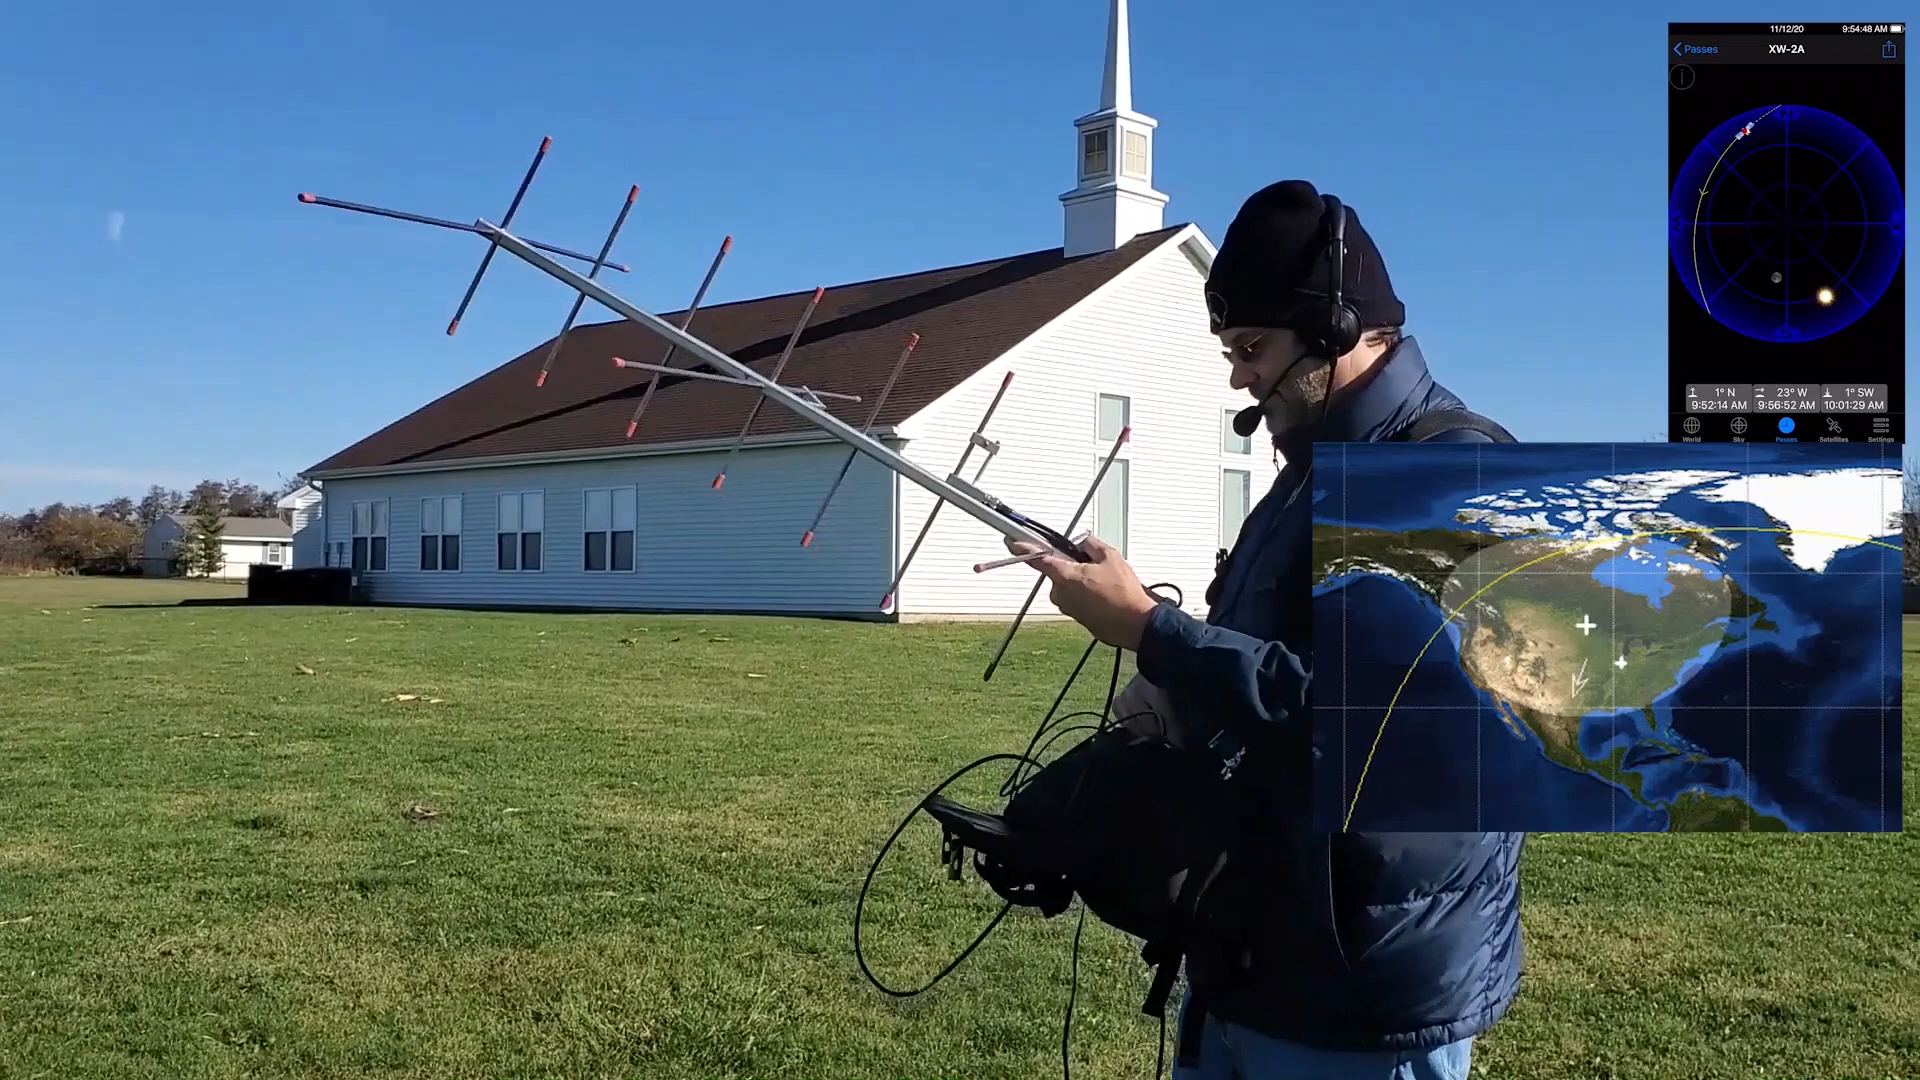 11/12/20 9:54:48 AM
Passes XW-2A
N
S
1° N 23° W 1° SW
9:52:14 AM 9:56:52 AM 10:01:29 AM
World Sky Passes Satellites Settings